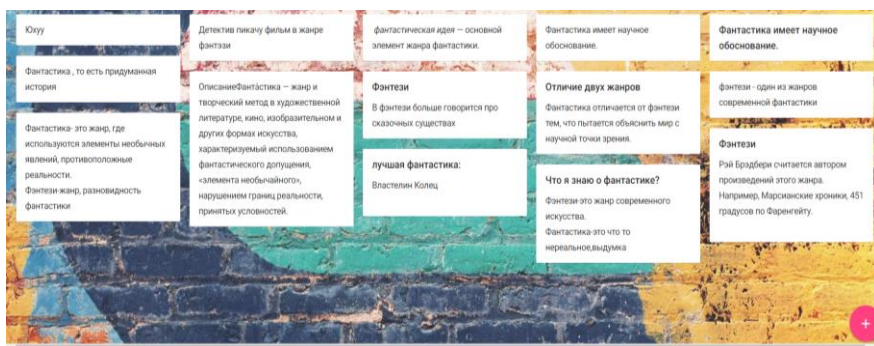 Юхуу
Фантастика , то есть придуманная
история
Фантастика- это жанр, где
используются элементы необычных
явлений, противоположные
реальности.
Фэнтези-жанр, разновидность
фантастики
Детектив пикачу фильм в жанре
фэнтэзи
ОписаниеФанта́стика — жанр и
творческий метод в художественной
литературе, кино, изобразительном и
других формах искусства,
характеризуемый использованием
фантастического допущения,
«элемента необычайного»,
нарушением границ реальности,
принятых условностей.
фантастическая идея — основной
элемент жанра фантастики.
Фэнтези
В фэнтези больше говорится про
сказочных существах
лучшая фантастика:
Властелин Колец
Фантастика имеет научное
обоснование.
Отличие двух жанров
Фантастика отличается от фэнтези
тем, что пытается объяснить мир с
научной точки зрения.
Что я знаю о фантастике?
Фэнтези-это жанр современного
искусства.
Фантастика-это что то
нереальное,выдумка
Фантастика имеет научное
обоснование.
фэнтези - один из жанров
современной фантастики
Фэнтези
Рэй Брэдбери считается автором
произведений этого жанра.
Например, Марсианские хроники, 451
градусов по Фаренгейту.